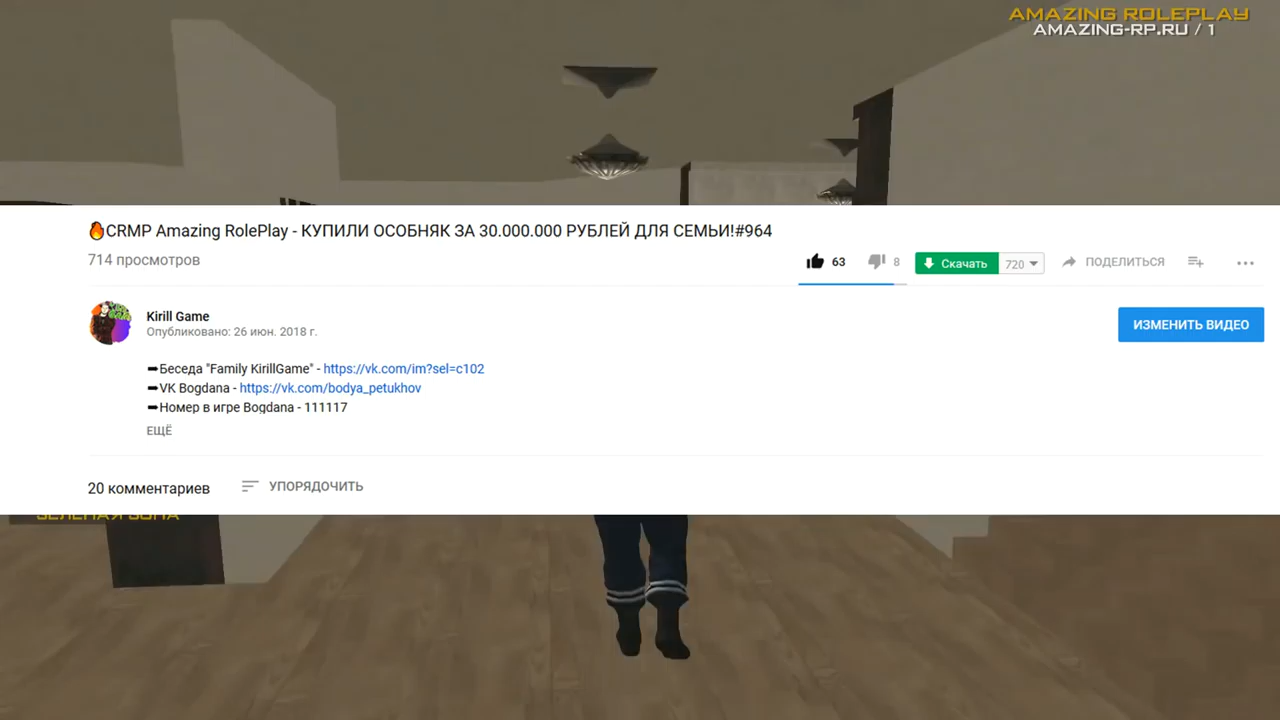 AMAZING ROLEPLAY
AMAZING-RP.RU / 1
🔥CRMP Amazing RolePlay - КУПИЛИ ОСОБНЯК ЗА 30.000.000 РУБЛЕЙ ДЛЯ СЕМЬИ!#964
714 просмотров
63 8 Скачать 720 ПОДЕЛИТЬСЯ
Kirill Game
Опубликовано: 26 июн. 2018 г.
ИЗМЕНИТЬ ВИДЕО
➡Беседа "Family KirillGame" - https://vk.com/im?sel=c102
➡VK Bogdana - https://vk.com/bodya_petukhov
➡Номер в игре Bogdana - 111117
ЕЩЁ
20 комментариев УПОРЯДОЧИТЬ
ЗЕЛЕНАЯ ЗОНА